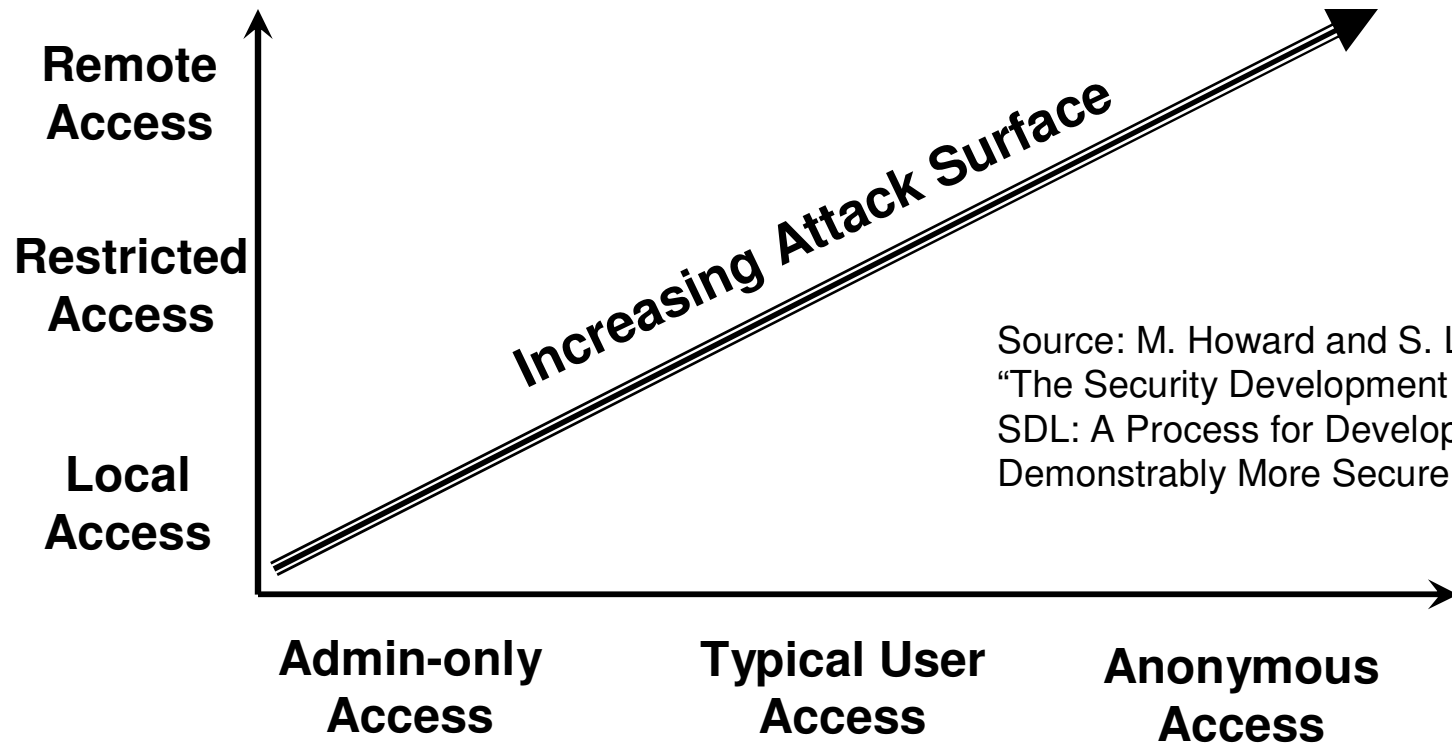 Remote
Access
Increasing Attack Surface
Restricted
Access
Source: M. Howard and S.
“The Security Development
SDL: A Process for
Demonstrably More Secure
Local
Access
Admin-only
Access
Typical User
Access
Anonymous
Access